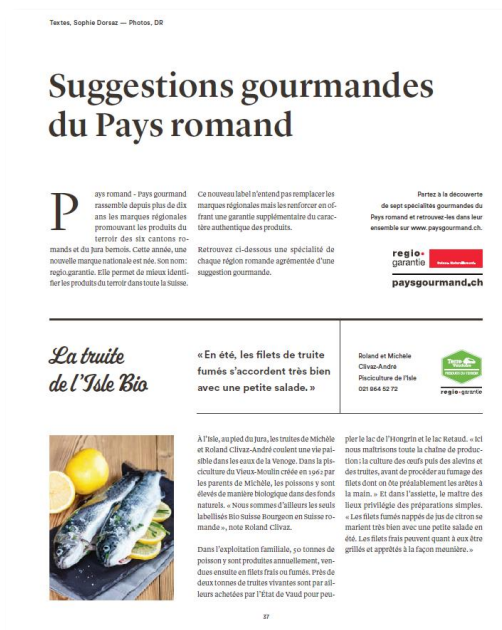 Textes, Sophie Dorsaz — Photos, DR
Suggestions gourmandes
du Pays romand
Pays romand - Pays gourmand
rassemble depuis plus de dix
ans les marques régionales
promouvant les produits du
terroir des six cantons ro-
mands et du Jura bernois. Cette année, une
nouvelle marque nationale est née. Son nom:
regio.garantie. Elle permet de mieux identi-
fier les produits du terroir dans toute la Suisse.
Ce nouveau label n'entend pas remplacer les
marques régionales mais les renforcer en of-
frant une garantie supplémentaire du carac-
tère authentique des produits.
Retrouvez ci-dessous une spécialité de
chaque région romande agrémentée d'une
suggestion gourmande.
Partez à la découverte
de sept spécialités gourmandes du
Pays romand et retrouvez-les dans leur
ensemble sur www.paysgourmand.ch.
regio.
garantie
paysgourmand.ch
La truite
de l'Isle Bio
« En été, les filets de truite
fumés s'accordent très bien
avec une petite salade. »
Roland et Michèle
Clivaz-André
Pisciculture de l'Isle
021 864 52 72
Terre
Vaudoise
regio.garantie
À l'Isle, au pied du Jura, les truites de Michèle
et Roland Clivaz-André coulent une vie pai-
sible dans les eaux de la Venoge. Dans la pis-
ciculture du Vieux-Moulin créée en 1962 par
les parents de Michèle, les poissons y sont
élevés de manière biologique dans des fonds
naturels. « Nous sommes d'ailleurs les seuls
labellisés Bio Suisse Bourgeon en Suisse ro-
mande », note Roland Clivaz.
Dans l'exploitation familiale, 50 tonnes de
poisson y sont produites annuellement, ven-
dues ensuite en filets frais ou fumés. Près de
deux tonnes de truites vivantes sont par ail-
leurs achetées par l'État de Vaud pour peu-
pler le lac de l'Hongrin et le lac Retaud. « Ici
nous maîtrisons toute la chaîne de produc-
tion : la culture des œufs puis des alevins et
des truites, avant de procéder au fumage des
filets dont on ôte préalablement les arêtes à
la main. » Et dans l'assiette, le maître des
lieux privilégie des préparations simples.
« Les filets fumés nappés de jus de citron se
marient très bien avec une petite salade en
été. Les filets frais peuvent quant à eux être
grillés et apprêtés à la façon meunière. »
37